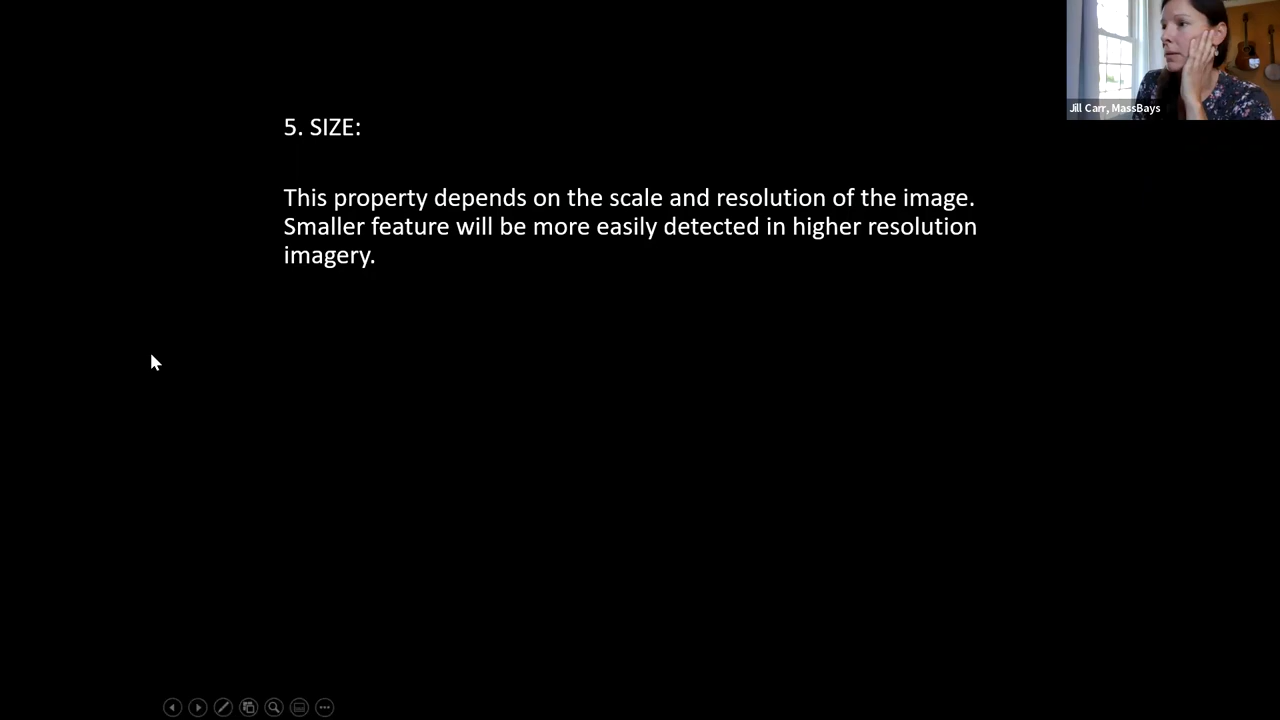 Jill Carr, MassBays
5. SIZE:
This property depends on the scale and resolution of the image.
Smaller feature will be more easily detected in higher resolution
imagery.